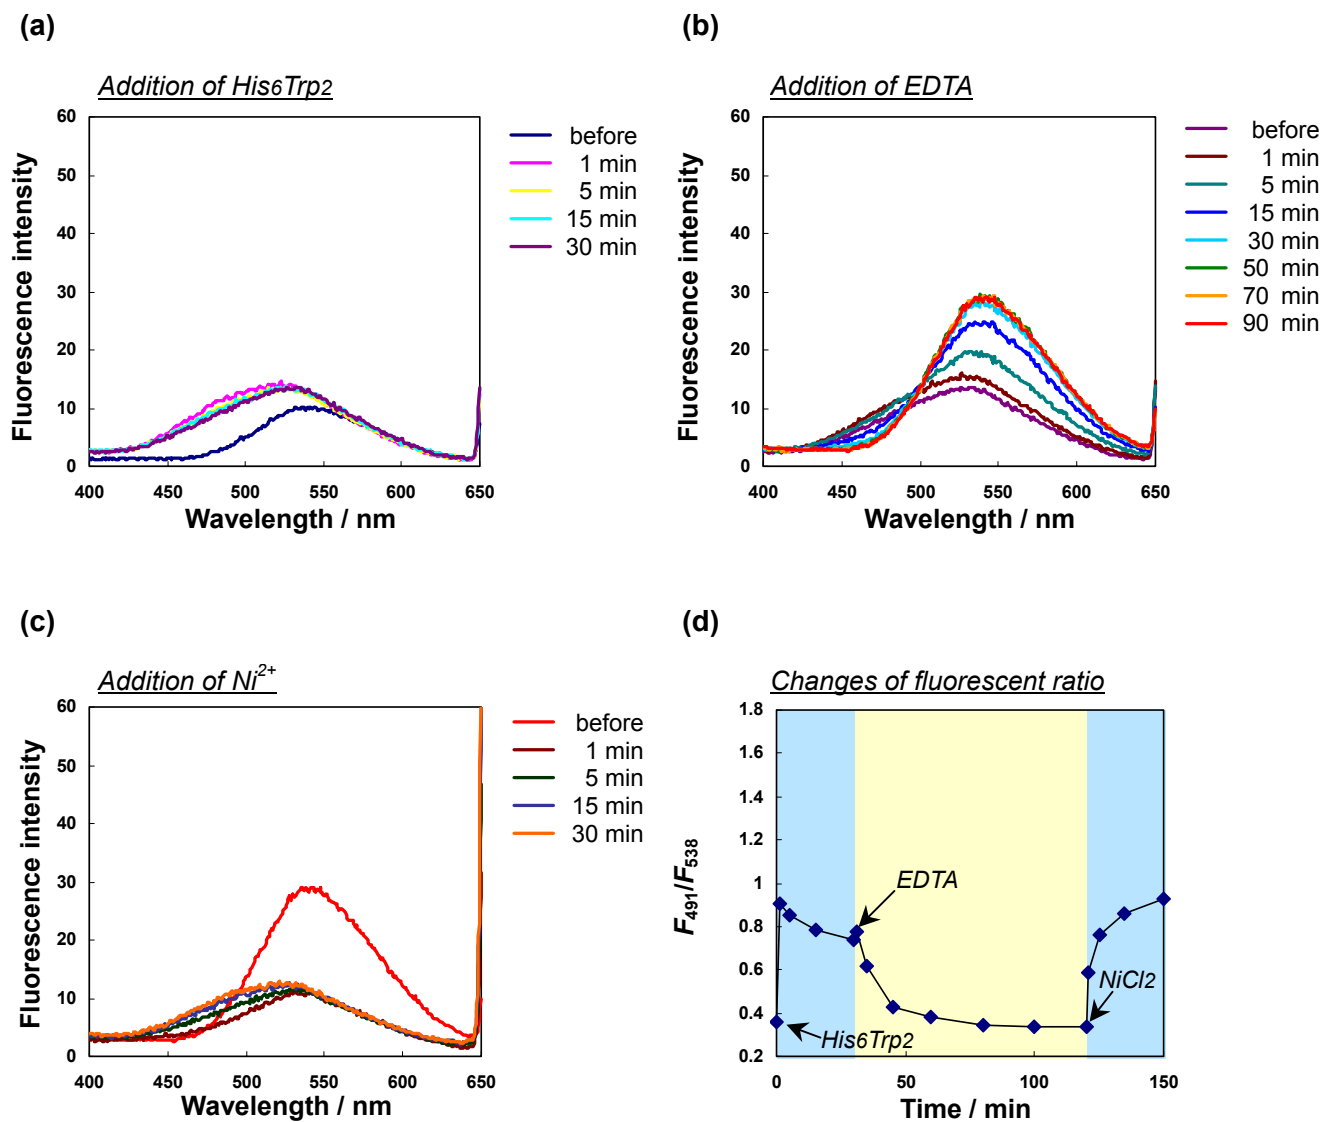 (a)
Addition of His6Trp2
Fluorescence intensity
60
50
40
30
20
10
0
400 450 500 550 600 650
Wavelength / nm
before
1 min
5 min
15 min
30 min
(b)
Addition of EDTA
Fluorescence intensity
60
50
40
30
20
10
0
400 450 500 550 600 650
Wavelength / nm
before
1 min
5 min
15 min
30 min
50 min
70 min
90 min
(c)
Addition of Ni2+
Fluorescence intensity
60
50
40
30
20
10
0
400 450 500 550 600 650
Wavelength / nm
before
1 min
5 min
15 min
30 min
(d)
Changes of fluorescent ratio
F491/F538
1.8
1.6
1.4
1.2
1
0.8
0.6
0.4
0.2
EDTA
NiCl2
His6Trp2
0 50 100 150
Time / min